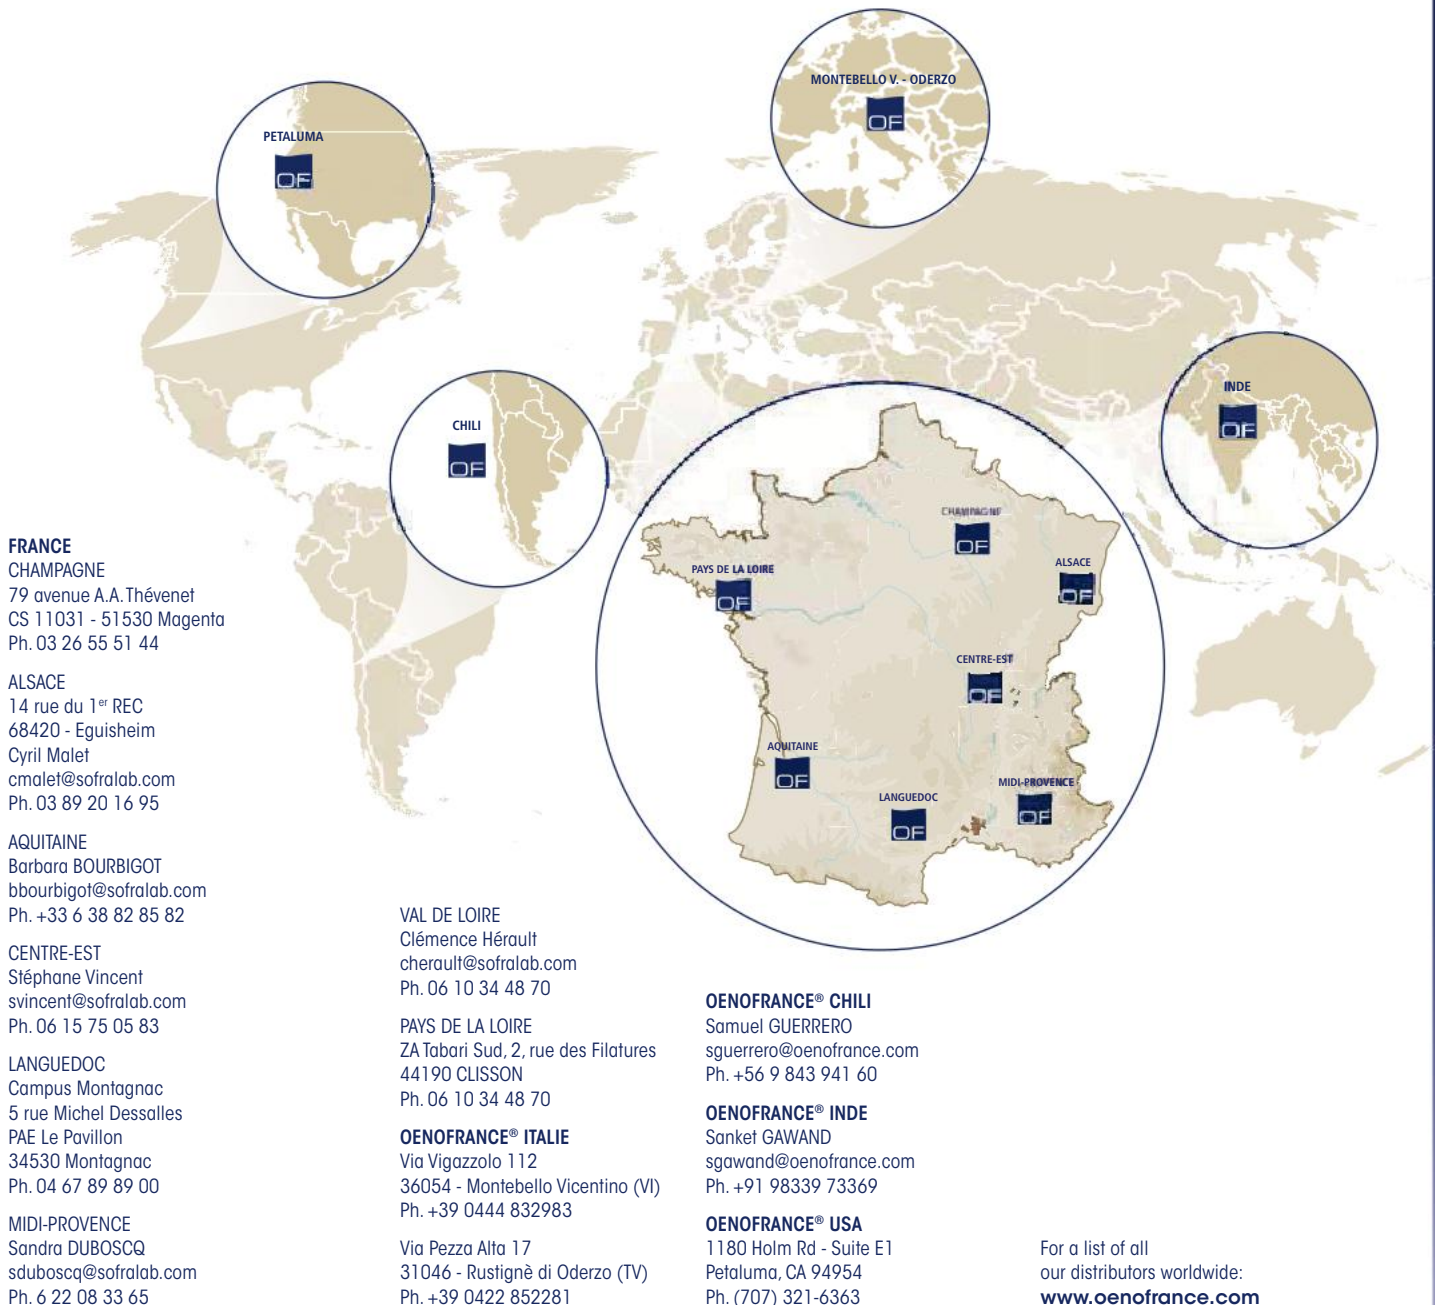 MONTEBELLO V. - ODERZO
OF
PETALUMA
OF
INDE
OF
CHILI
OF
CHAMPAGNE
OF
PAYS DE LA LOIRE
OF
ALSACE
OF
CENTRE-EST
OF
AQUITAINE
OF
LANGUEDOC
OF
MIDI-PROVENCE
OF
FRANCE
CHAMPAGNE
79 avenue A.A. Thévenet
CS 11031 - 51530 Magenta
Ph. 03 26 55 51 44
ALSACE
14 rue du 1er REC
68420 - Eguisheim
Cyril Malet
cmalet@sofralab.com
Ph. 03 89 20 16 95
AQUITAINE
Barbara BOURBIGOT
bbourbigot@sofralab.com
Ph. +33 6 38 82 85 82
CENTRE-EST
Stéphane Vincent
svincent@sofralab.com
Ph. 06 15 75 05 83
LANGUEDOC
Campus Montagnac
5 rue Michel Dessalles
PAE Le Pavillon
34530 Montagnac
Ph. 04 67 89 89 00
MIDI-PROVENCE
Sandra DUBOSCQ
sduboscq@sofralab.com
Ph. 6 22 08 33 65
VAL DE LOIRE
Clémence Hérault
cherault@sofralab.com
Ph. 06 10 34 48 70
PAYS DE LA LOIRE
ZA Tabari Sud, 2, rue des Filatures
44190 CLISSON
Ph. 06 10 34 48 70
OENOFRANCE® ITALIE
Via Vigazzolo 112
36054 - Montebello Vicentino (VI)
Ph. +39 0444 832983
Via Pezza Alta 17
31046 - Rustignè di Oderzo (TV)
Ph. +39 0422 852281
OENOFRANCE® CHILI
Samuel GUERRERO
sguerrero@oenofrance.com
Ph. +56 9 843 941 60
OENOFRANCE® INDE
Sanket GAWAND
sgawand@oenofrance.com
Ph. +91 98339 73369
OENOFRANCE® USA
1180 Holm Rd - Suite E1
Petaluma, CA 94954
Ph. (707) 321-6363
For a list of all
our distributors worldwide:
www.oenofrance.com